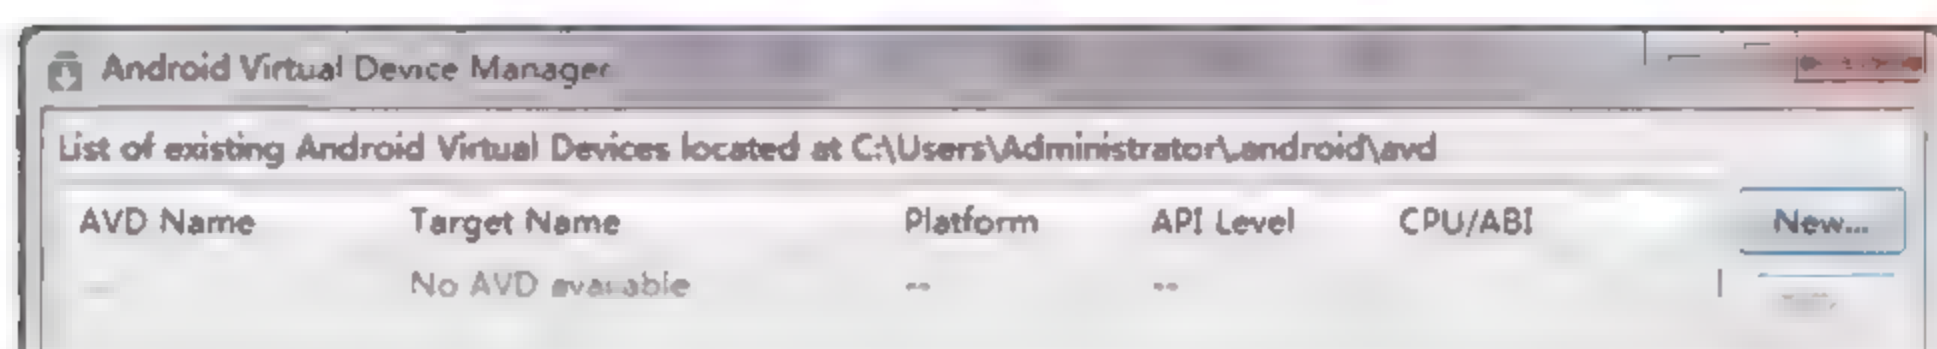 Android Virtual Device Manager
List of existing Android Virtual Devices located at C:\Users\Administrator\.android\avd
AVD Name Target Name Platform API Level CPU/ABI New...
-- No AVD available -- --